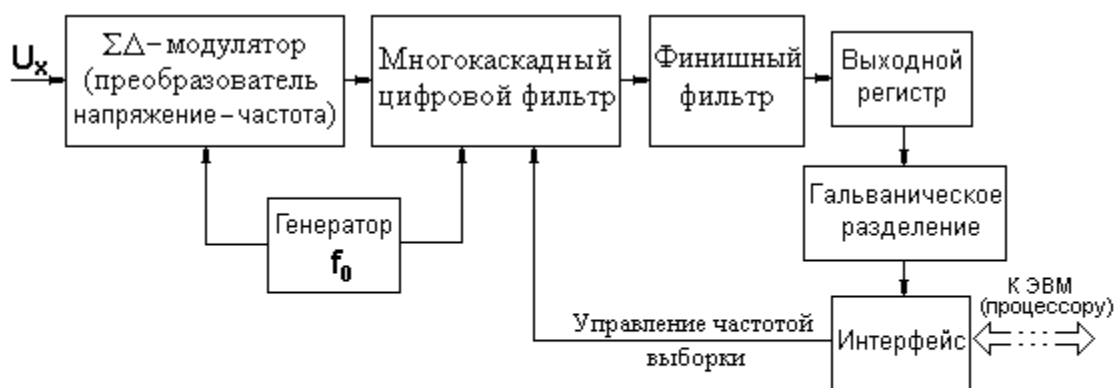 Uх
ΣΔ– модулятор
(преобразователь
напряжение – частота)
Многокаскадный
цифровой фильтр
Финишный
фильтр
Выходной
регистр
Генератор
f₀
Гальваническое
разделение
К ЭВМ
(процессору)
Управление частотой
выборки
Интерфейс